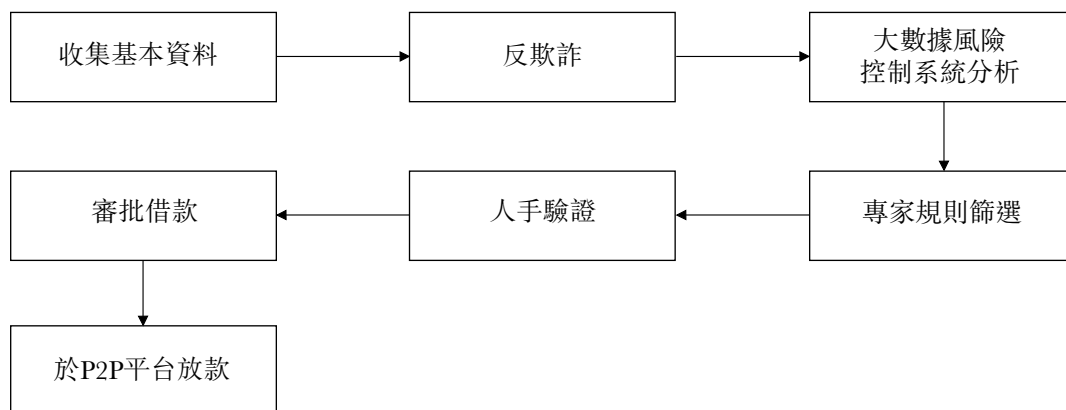 收集基本資料
反欺詐
大數據風險
控制系統分析
專家規則篩選
人手驗證
審批借款
於P2P平台放款